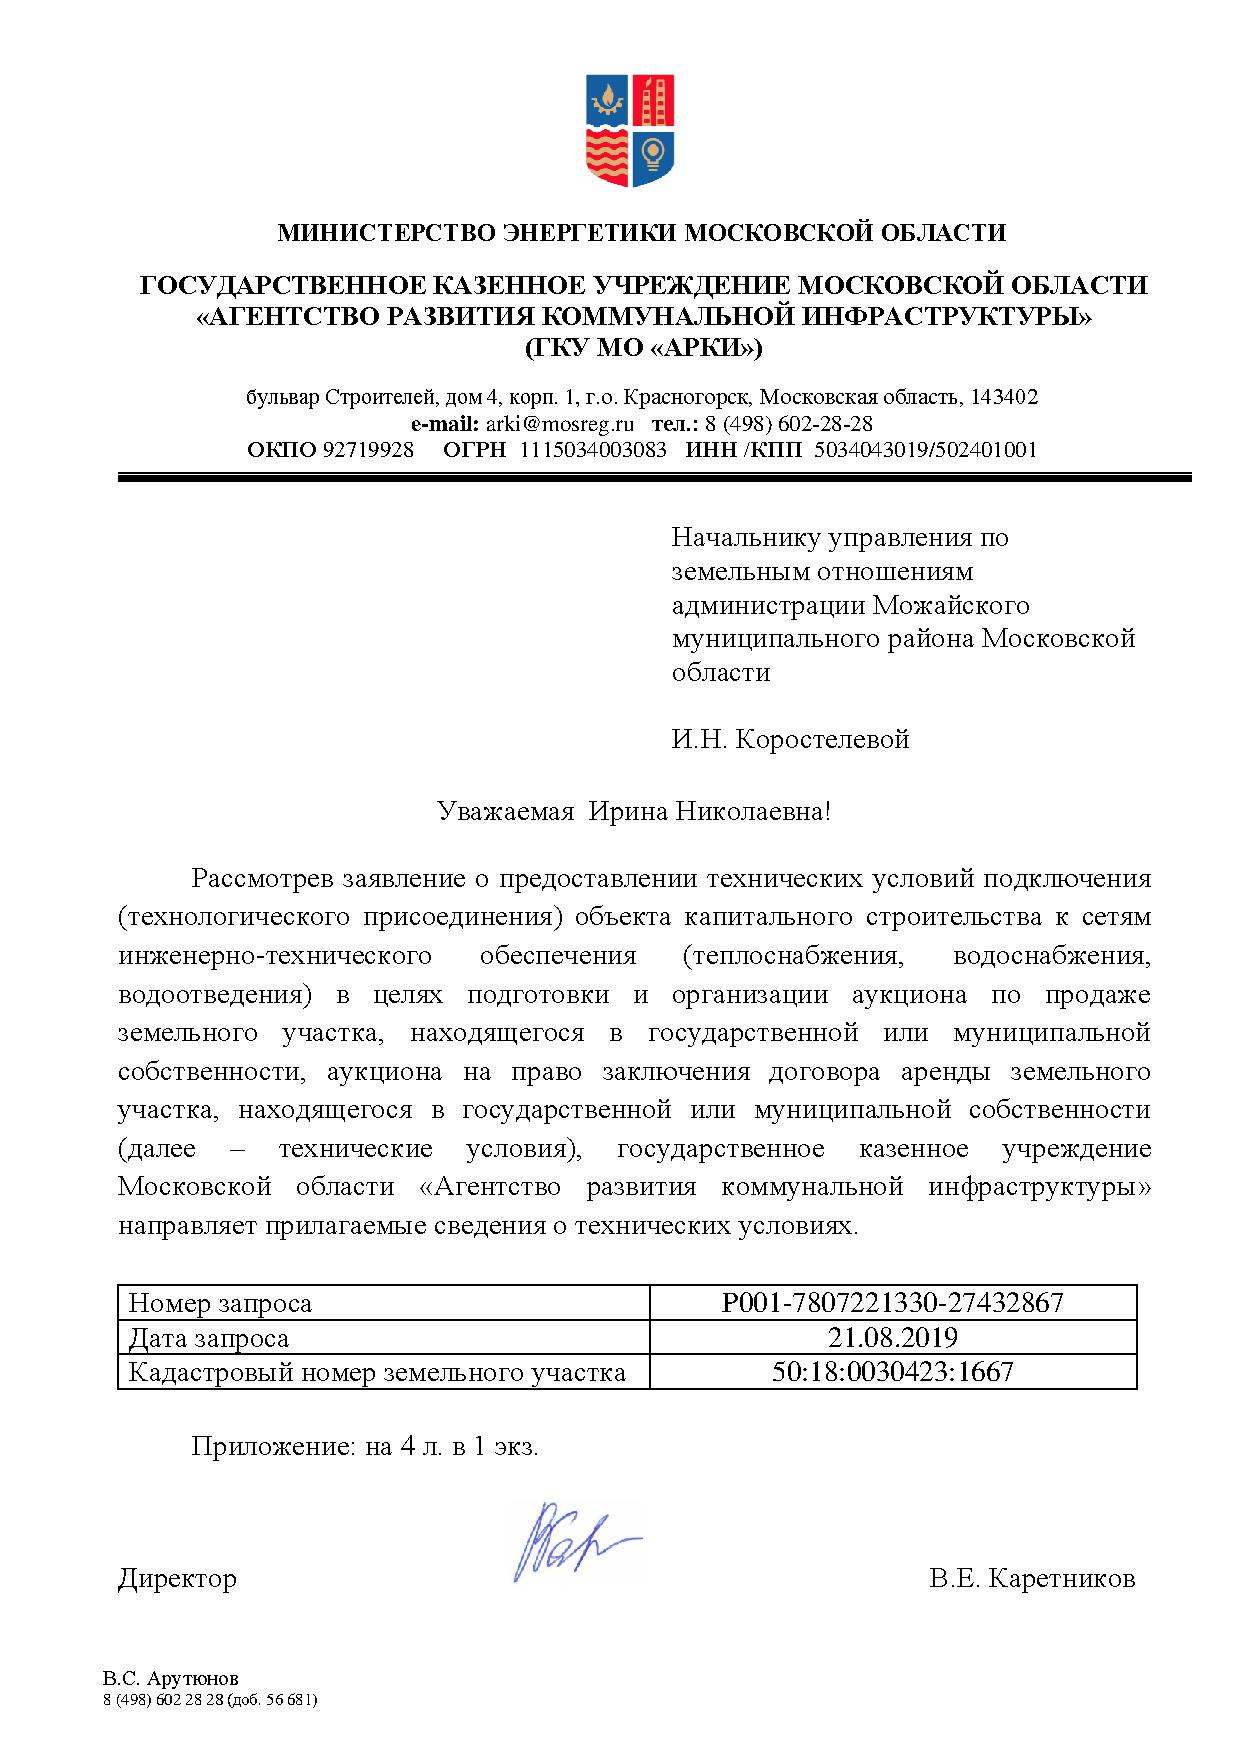 МИНИСТЕРСТВО ЭНЕРГЕТИКИ МОСКОВСКОЙ ОБЛАСТИ
ГОСУДАРСТВЕННОЕ КАЗЕННОЕ УЧРЕЖДЕНИЕ МОСКОВСКОЙ ОБЛАСТИ
«АГЕНТСТВО РАЗВИТИЯ КОММУНАЛЬНОЙ ИНФРАСТРУКТУРЫ»
(ГКУ МО «АРКИ»)
бульвар Строителей, дом 4, корп. 1, г.о. Красногорск, Московская область, 143402
e-mail: arki@mosreg.ru тел.: 8 (498) 602-28-28
ОКПО 92719928 ОГРН 1115034003083 ИНН /КПП 5034043019/502401001
Начальнику управления по
земельным отношениям
администрации Можайского
муниципального района Московской
области
И.Н. Коростелевой
Уважаемая Ирина Николаевна!
Рассмотрев заявление о предоставлении технических условий подключения
(технологического присоединения) объекта капитального строительства к сетям
инженерно-технического обеспечения (теплоснабжения, водоснабжения,
водоотведения) в целях подготовки и организации аукциона по продаже
земельного участка, находящегося в государственной или муниципальной
собственности, аукциона на право заключения договора аренды земельного
участка, находящегося в государственной или муниципальной собственности
(далее – технические условия), государственное казенное учреждение
Московской области «Агентство развития коммунальной инфраструктуры»
направляет прилагаемые сведения о технических условиях.
Номер запроса P001-7807221330-27432867
Дата запроса 21.08.2019
Кадастровый номер земельного участка 50:18:0030423:1667
Приложение: на 4 л. в 1 экз.
Директор В.Е. Каретников
В.С. Арутюнов
8 (498) 602 28 28 (доб. 56 681)